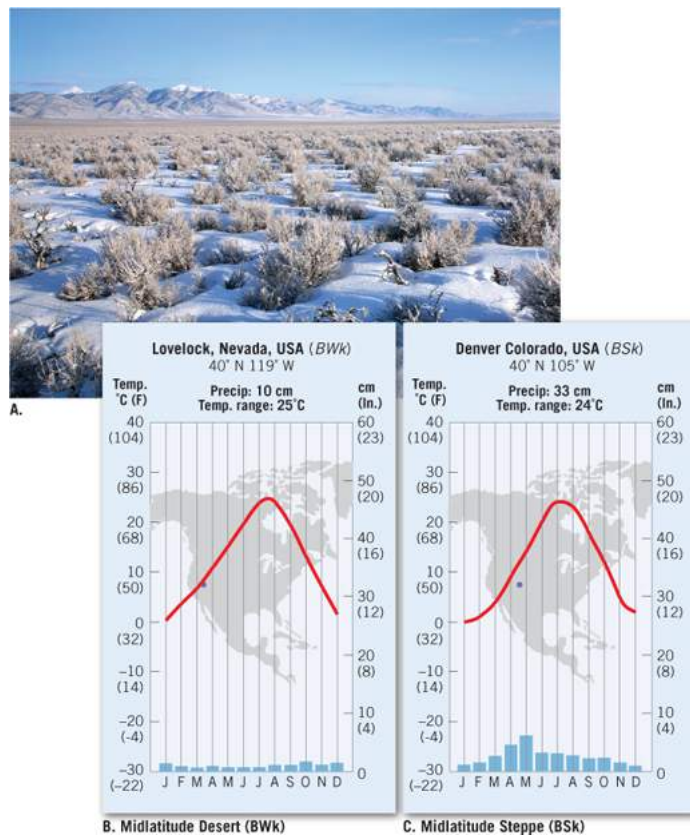 A.
Lovelock, Nevada, USA (BWk)
40° N 119° W
Temp.
°C (F)
Precip: 10 cm
Temp. range: 25°C
cm
(In.)
40
(104)
30
(86)
20
(68)
10
(50)
0
(32)
–10
(14)
–20
(-4)
–30
(–22)
60
(23)
50
(20)
40
(16)
30
(12)
20
(8)
10
(4)
0
J F M A M J J A S O N D
B. Midlatitude Desert (BWk)
Denver Colorado, USA (BSk)
40° N 105° W
Temp.
°C (F)
Precip: 33 cm
Temp. range: 24°C
cm
(In.)
40
(104)
30
(86)
20
(68)
10
(50)
0
(32)
–10
(14)
–20
(-4)
–30
(–22)
60
(23)
50
(20)
40
(16)
30
(12)
20
(8)
10
(4)
0
J F M A M J J A S O N D
C. Midlatitude Steppe (BSk)